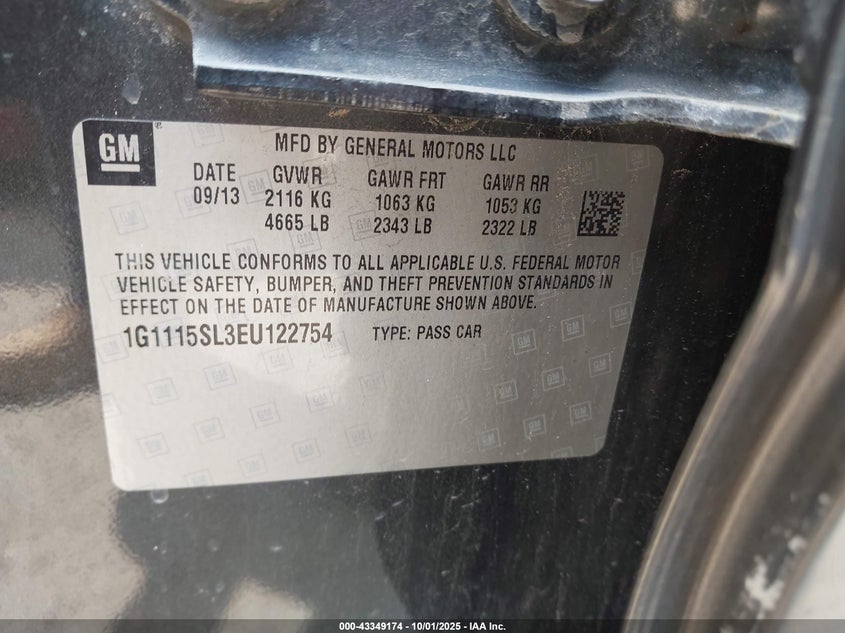 GM
MFD BY GENERAL MOTORS LLC
DATE GVWR GAWR FRT GAWR RR
09/13 2116 KG 1063 KG 1053 KG
4665 LB 2343 LB 2322 LB
THIS VEHICLE CONFORMS TO ALL APPLICABLE U.S. FEDERAL MOTOR
VEHICLE SAFETY, BUMPER, AND THEFT PREVENTION STANDARDS IN
EFFECT ON THE DATE OF MANUFACTURE SHOWN ABOVE.
1G1115SL3EU122754 TYPE: PASS CAR
000-43349174 - 10/01/2025 - IAA Inc.